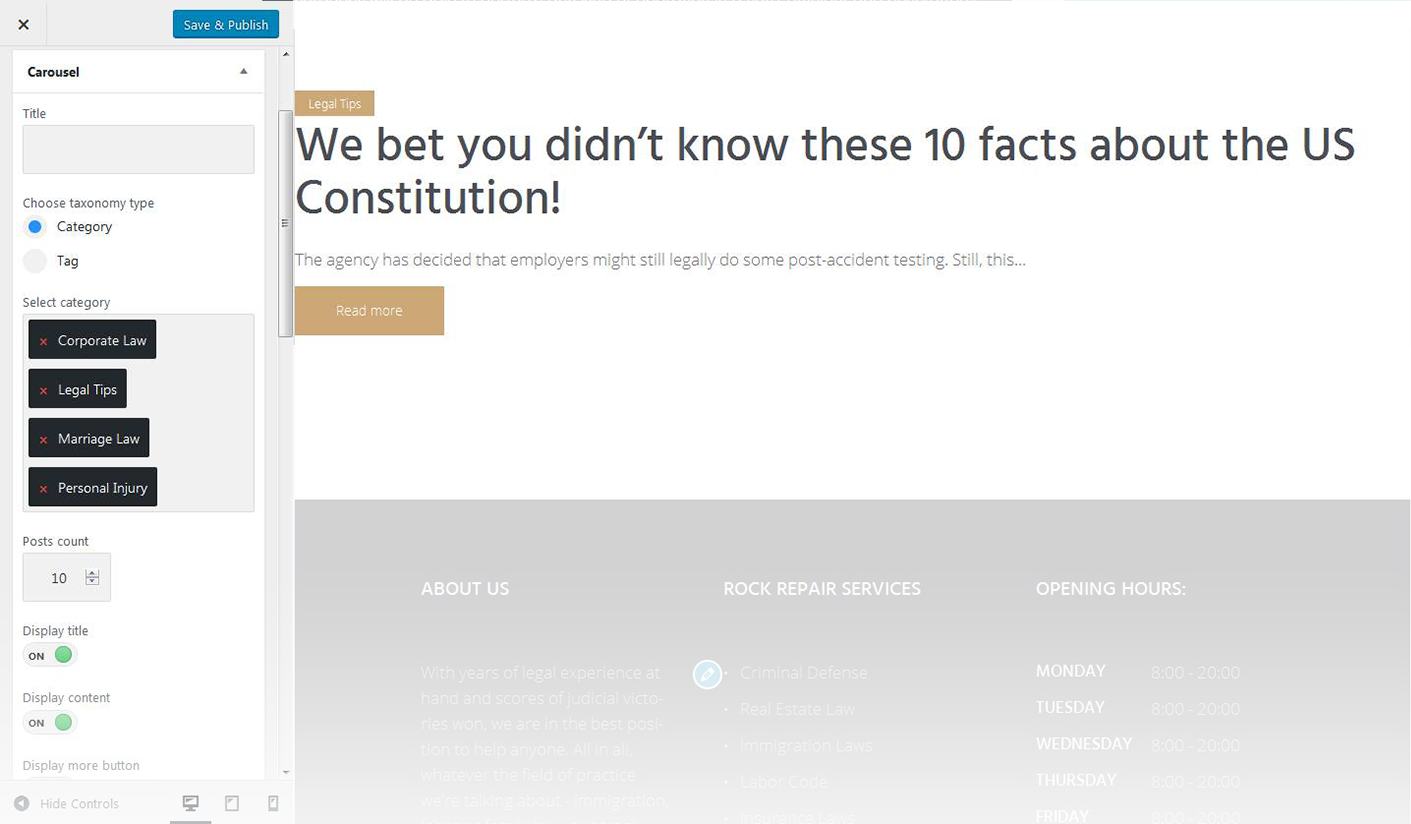 × Save & Publish
Carousel
Title
Choose taxonomy type
Category
Tag
Select category
× Corporate Law
× Legal Tips
× Marriage Law
× Personal Injury
Posts count
10
Display title
ON
Display content
ON
Display more button
Hide Controls
Legal Tips
We bet you didn’t know these 10 facts about the US
Constitution!
The agency has decided that employers might still legally do some post-accident testing. Still, this...
Read more
ABOUT US
With years of legal experience at
hand and scores of judicial victo-
ries won, we are in the best posi-
tion to help anyone. All in all,
whatever the field of practice
we're talking about - immigration,
ROCK REPAIR SERVICES
• Criminal Defense
• Real Estate Law
• Immigration Laws
• Labor Code
• Insurance Laws
OPENING HOURS:
MONDAY 8:00 - 20:00
TUESDAY 8:00 - 20:00
WEDNESDAY 8:00 - 20:00
THURSDAY 8:00 - 20:00
FRIDAY 8:00 - 20:00